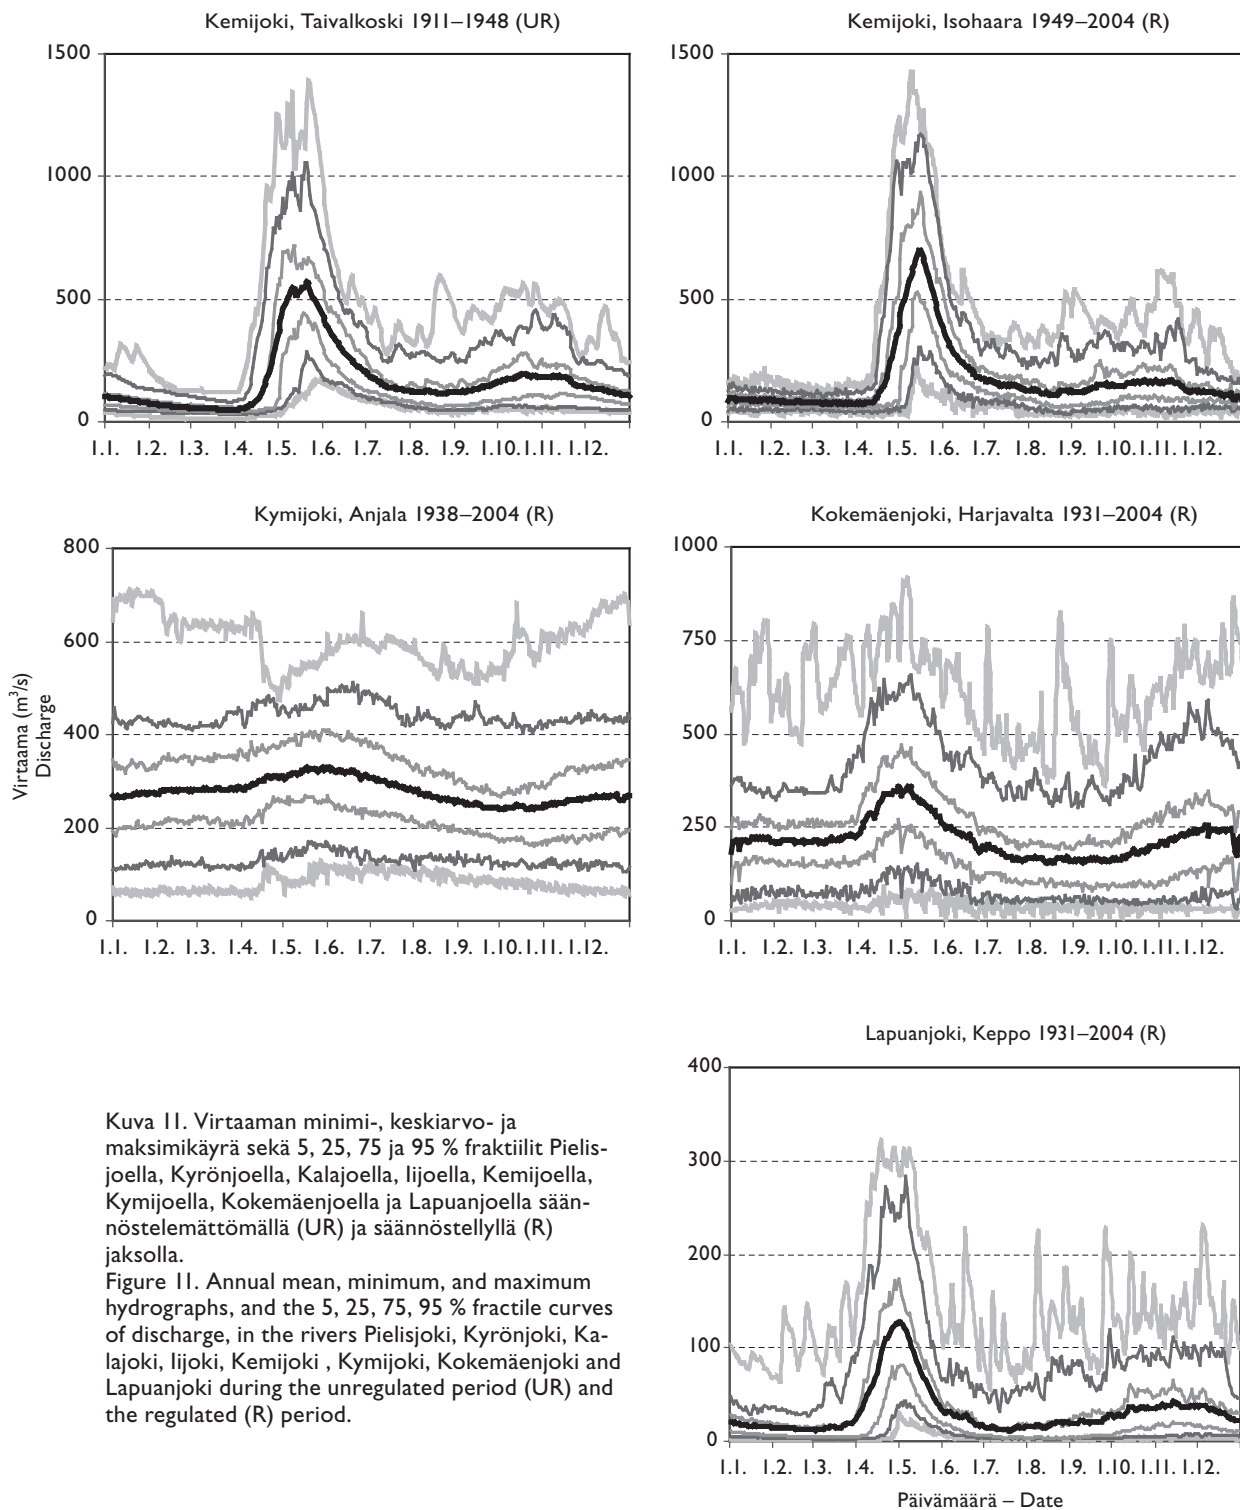 Kemijoki, Taivalkoski 1911–1948 (UR)
1500
1000
500
0
1.1. 1.2. 1.3. 1.4. 1.5. 1.6. 1.7. 1.8. 1.9. 1.10. 1.11. 1.12.
Kemijoki, Isohaara 1949–2004 (R)
1500
1000
500
0
1.1. 1.2. 1.3. 1.4. 1.5. 1.6. 1.7. 1.8. 1.9. 1.10. 1.11. 1.12.
Kymijoki, Anjala 1938–2004 (R)
Virtaama (m³/s)
Discharge
800
600
400
200
0
1.1. 1.2. 1.3. 1.4. 1.5. 1.6. 1.7. 1.8. 1.9. 1.10. 1.11. 1.12.
Kokemäenjoki, Harjavalta 1931–2004 (R)
1000
750
500
250
0
1.1. 1.2. 1.3. 1.4. 1.5. 1.6. 1.7. 1.8. 1.9. 1.10. 1.11. 1.12.
Kuva 11. Virtaaman minimi-, keskiarvo- ja
maksimikäyrä sekä 5, 25, 75 ja 95 % fraktiilit Pielis-
joella, Kyrönjoella, Kalajoella, Iijoella, Kemijoella,
Kymijoella, Kokemäenjoella ja Lapuanjoella sään-
nöstelemättömällä (UR) ja säännöstellyllä (R)
jaksolla.
Figure 11. Annual mean, minimum, and maximum
hydrographs, and the 5, 25, 75, 95 % fractile curves
of discharge, in the rivers Pielisjoki, Kyrönjoki, Ka-
lajoki, Iijoki, Kemijoki , Kymijoki, Kokemäenjoki and
Lapuanjoki during the unregulated period (UR) and
the regulated (R) period.
Lapuanjoki, Keppo 1931–2004 (R)
400
300
200
100
0
1.1. 1.2. 1.3. 1.4. 1.5. 1.6. 1.7. 1.8. 1.9. 1.10. 1.11. 1.12.
Päivämäärä – Date